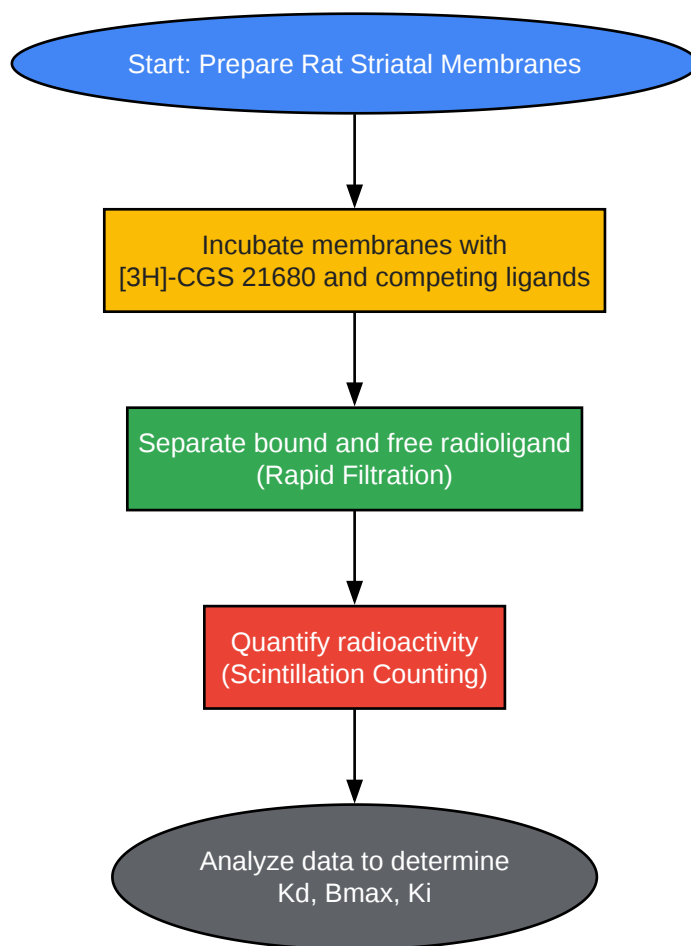 Start: Prepare Rat Striatal Membranes
Incubate membranes with
[3H]-CGS 21680 and competing ligands
Separate bound and free radioligand
(Rapid Filtration)
Quantify radioactivity
(Scintillation Counting)
Analyze data to determine
Kd, Bmax, Ki